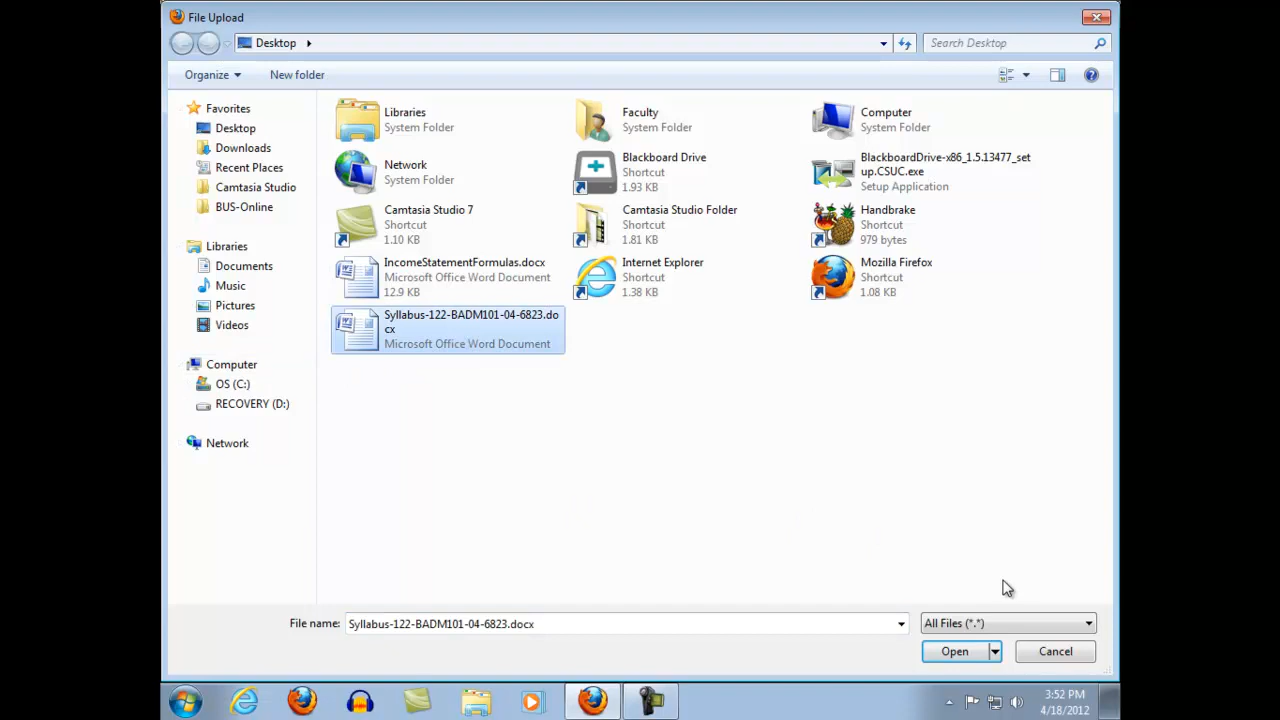 File Upload
Desktop
Search Desktop
Organize
New folder
Favorites
Desktop
Downloads
Recent Places
Camtasia Studio
BUS-Online
Libraries
Documents
Music
Pictures
Videos
Computer
OS (C:)
RECOVERY (D:)
Network
Libraries
System Folder
Faculty
System Folder
Computer
System Folder
Network
System Folder
Blackboard Drive
Shortcut
1.93 KB
BlackboardDrive-x86_1.5.13477_set
up.CSUC.exe
Setup Application
Camtasia Studio 7
Shortcut
1.10 KB
Camtasia Studio Folder
Shortcut
1.81 KB
Handbrake
Shortcut
979 bytes
IncomeStatementFormulas.docx
Microsoft Office Word Document
12.9 KB
Internet Explorer
Shortcut
1.38 KB
Mozilla Firefox
Shortcut
1.08 KB
Syllabus-122-BADM101-04-6823.do
cx
Microsoft Office Word Document
File name:
Syllabus-122-BADM101-04-6823.docx
All Files (*.*)
Open
Cancel
3:52 PM
4/18/2012